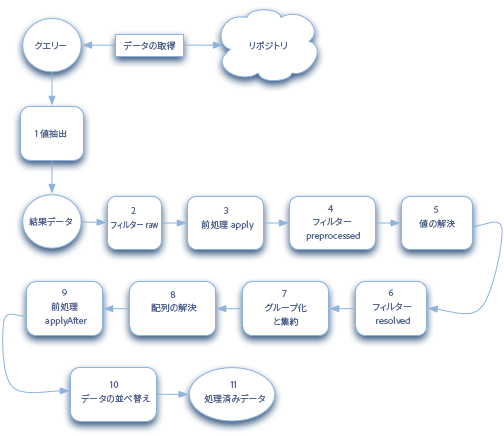 クエリー
データの取得
リポジトリ
1 値抽出
結果データ
2
フィルター raw
3
前処理 apply
4
フィルター
preprocessed
5
値の解決
6
フィルター
resolved
7
グループ化
と集約
8
配列の解決
9
前処理
applyAfter
10
データの並べ替え
11
処理済みデータ